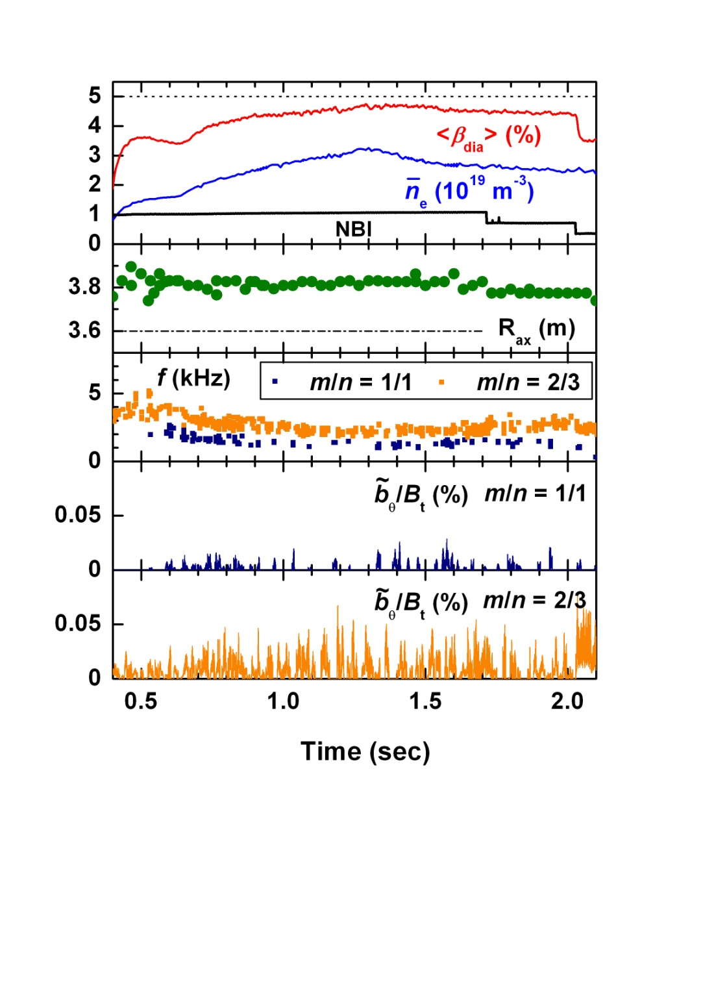 5
4
3
2
1
0
<βdia> (%)
n̄e (10^19 m^-3)
NBI
3.8
3.6
Rax (m)
f (kHz)
m/n = 1/1
m/n = 2/3
5
0
b̃θ/Bt (%) m/n = 1/1
0.05
0
b̃θ/Bt (%) m/n = 2/3
0.05
0
0.5 1.0 1.5 2.0
Time (sec)